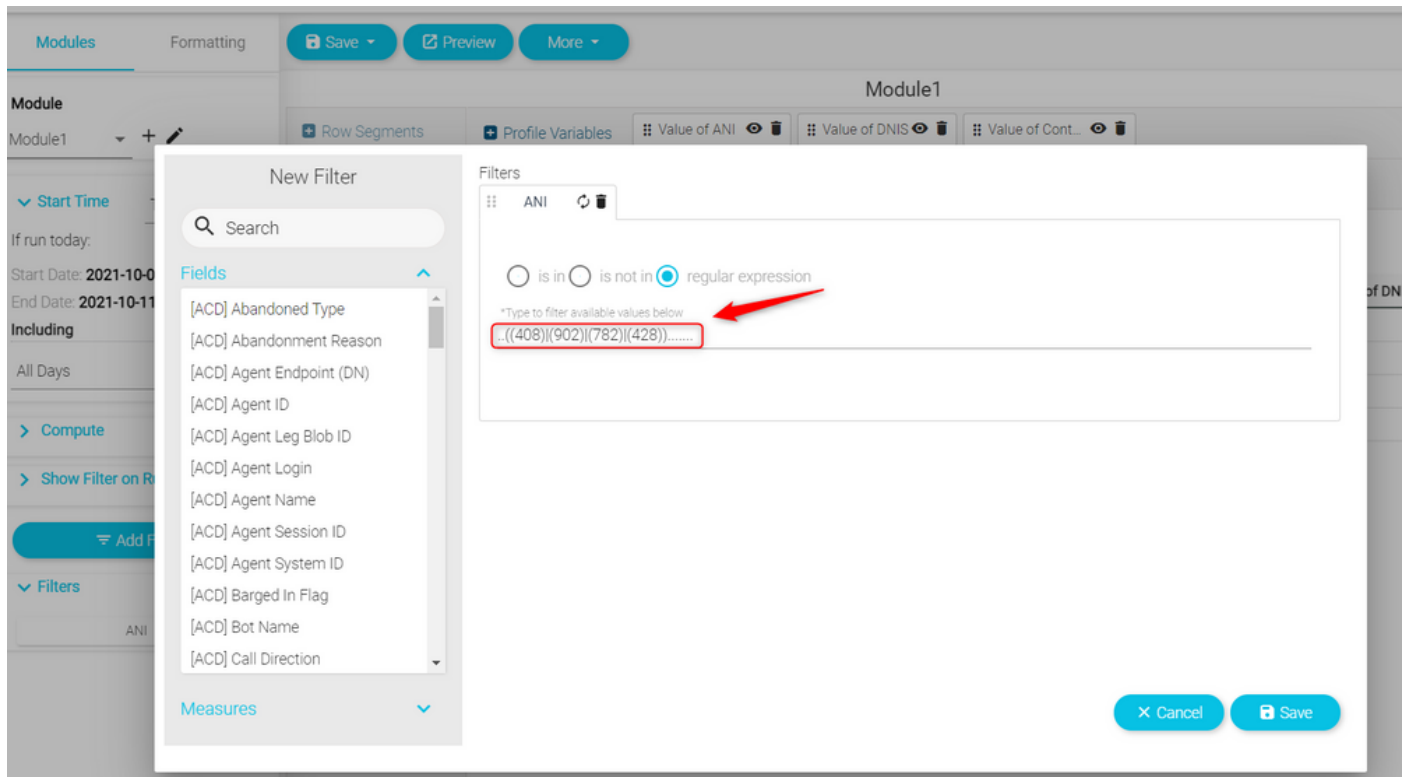 Modules Formatting Save Preview More
Module1
Module
Module1
Row Segments Profile Variables Value of ANI Value of DNIS Value of Cont...
New Filter
Filters
ANI
Search
Start Time
If run today:
Start Date: 2021-10-0
End Date: 2021-10-11
Including
All Days
Compute
Show Filter on R
Add F
Filters
ANI
Fields
[ACD] Abandoned Type
[ACD] Abandonment Reason
[ACD] Agent Endpoint (DN)
[ACD] Agent ID
[ACD] Agent Leg Blob ID
[ACD] Agent Login
[ACD] Agent Name
[ACD] Agent Session ID
[ACD] Agent System ID
[ACD] Barged In Flag
[ACD] Bot Name
[ACD] Call Direction
Measures
is in is not in regular expression
*Type to filter available values below
..((408)|(902)|(782)|(428)).......
of DN
Cancel Save